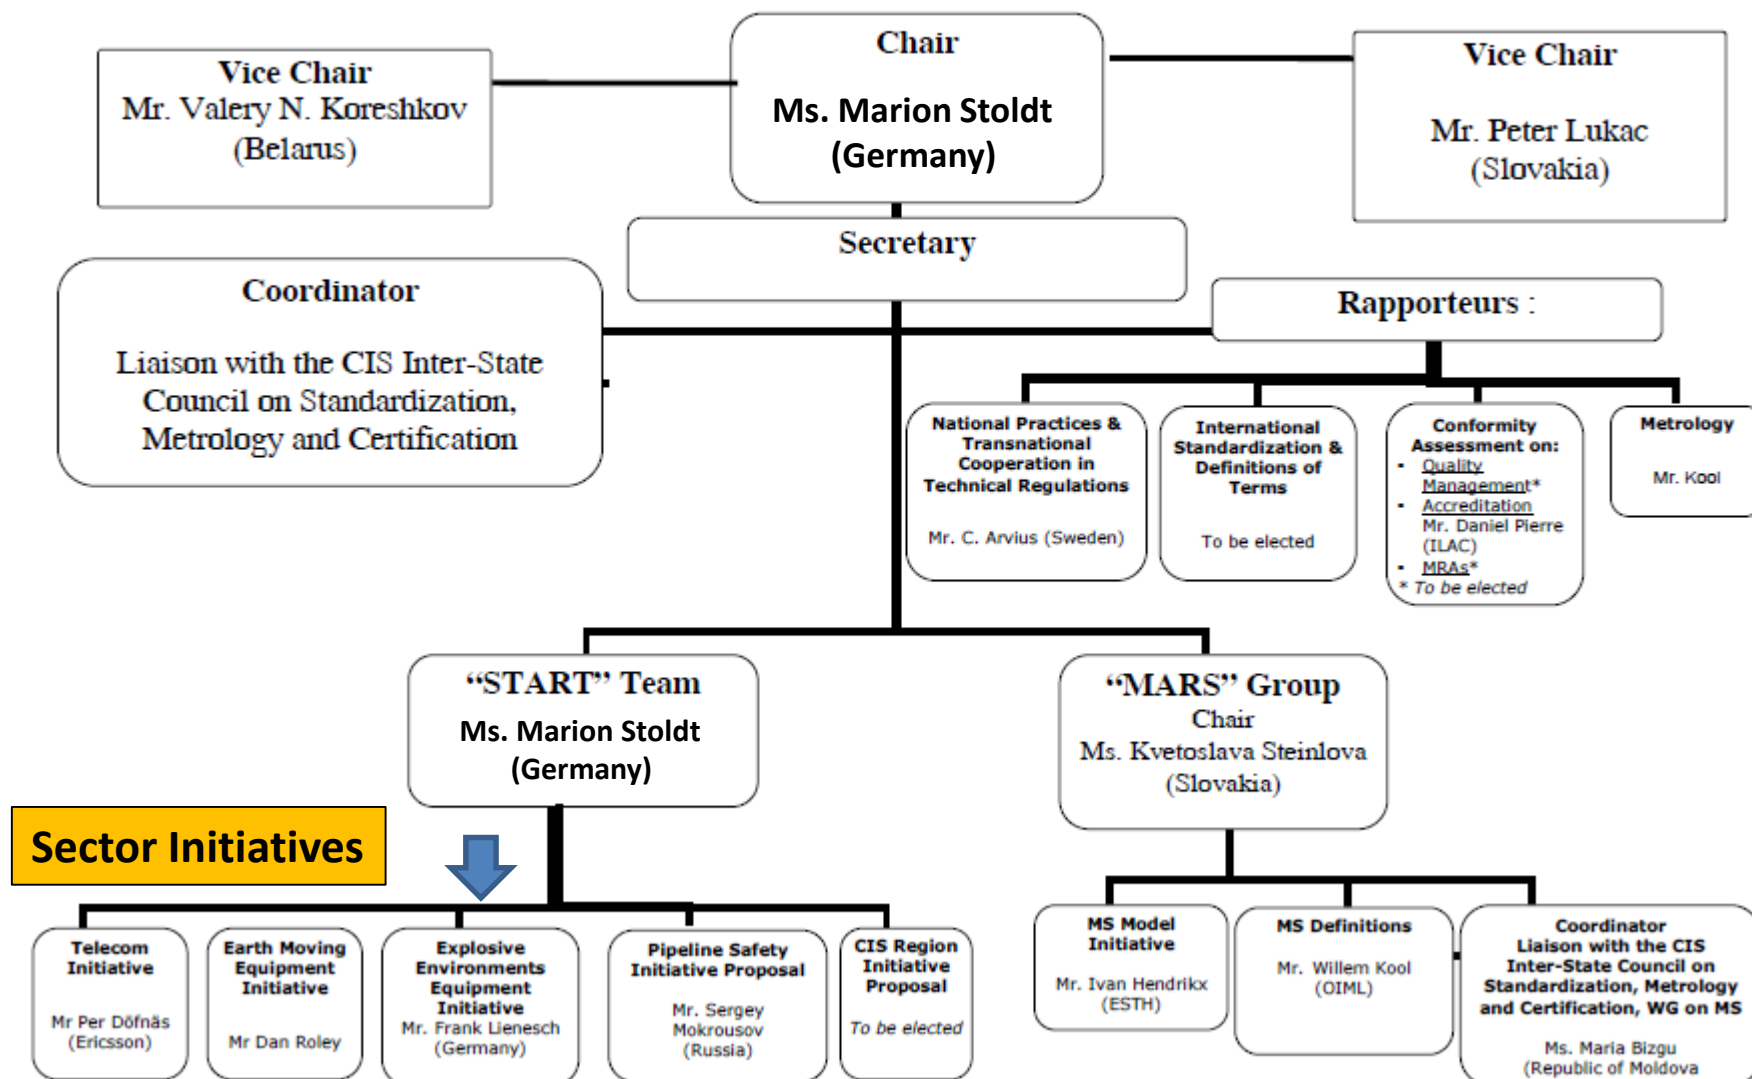 Chair
Ms. Marion Stoldt
(Germany)
Vice Chair
Mr. Valery N. Koreshkov
(Belarus)
Vice Chair
Mr. Peter Lukac
(Slovakia)
Secretary
Coordinator
Liaison with the CIS Inter-State
Council on Standardization,
Metrology and Certification
Rapporteurs :
National Practices &
Transnational
Cooperation in
Technical Regulations
Mr. C. Arvius (Sweden)
International
Standardization &
Definitions of
Terms
To be elected
Conformity
Assessment on:
▪ Quality
Management*
▪ Accreditation
Mr. Daniel Pierre
(ILAC)
▪ MRAs*
* To be elected
Metrology
Mr. Kool
“START” Team
Ms. Marion Stoldt
(Germany)
“MARS” Group
Chair
Ms. Kvetoslava Steinlova
(Slovakia)
Sector Initiatives
Telecom
Initiative
Mr Per Döfnäs
(Ericsson)
Earth Moving
Equipment
Initiative
Mr Dan Roley
Explosive
Environments
Equipment
Initiative
Mr. Frank Lienesch
(Germany)
Pipeline Safety
Initiative Proposal
Mr. Sergey
Mokrousov
(Russia)
CIS Region
Initiative
Proposal
To be elected
MS Model
Initiative
Mr. Ivan Hendrikx
(ESTH)
MS Definitions
Mr. Willem Kool
(OIML)
Coordinator
Liaison with the CIS
Inter-State Council on
Standardization, Metrology
and Certification, WG on MS
Ms. Maria Bizgu
(Republic of Moldova